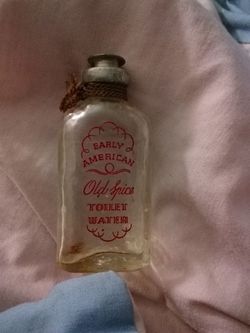 EARLY
AMERICAN
Old Spice
TOILET
WATER